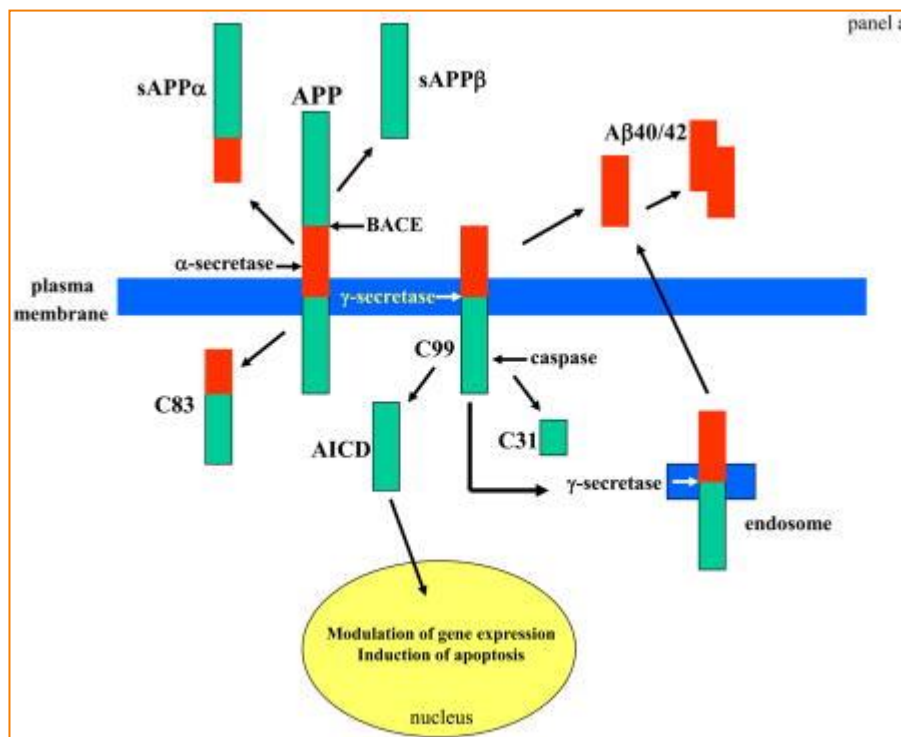 panel a
sAPPα
APP
sAPPβ
Aβ40/42
BACE
α-secretase
plasma
membrane
γ-secretase
C99
caspase
C83
AICD
C31
γ-secretase
endosome
Modulation of gene expression
Induction of apoptosis
nucleus